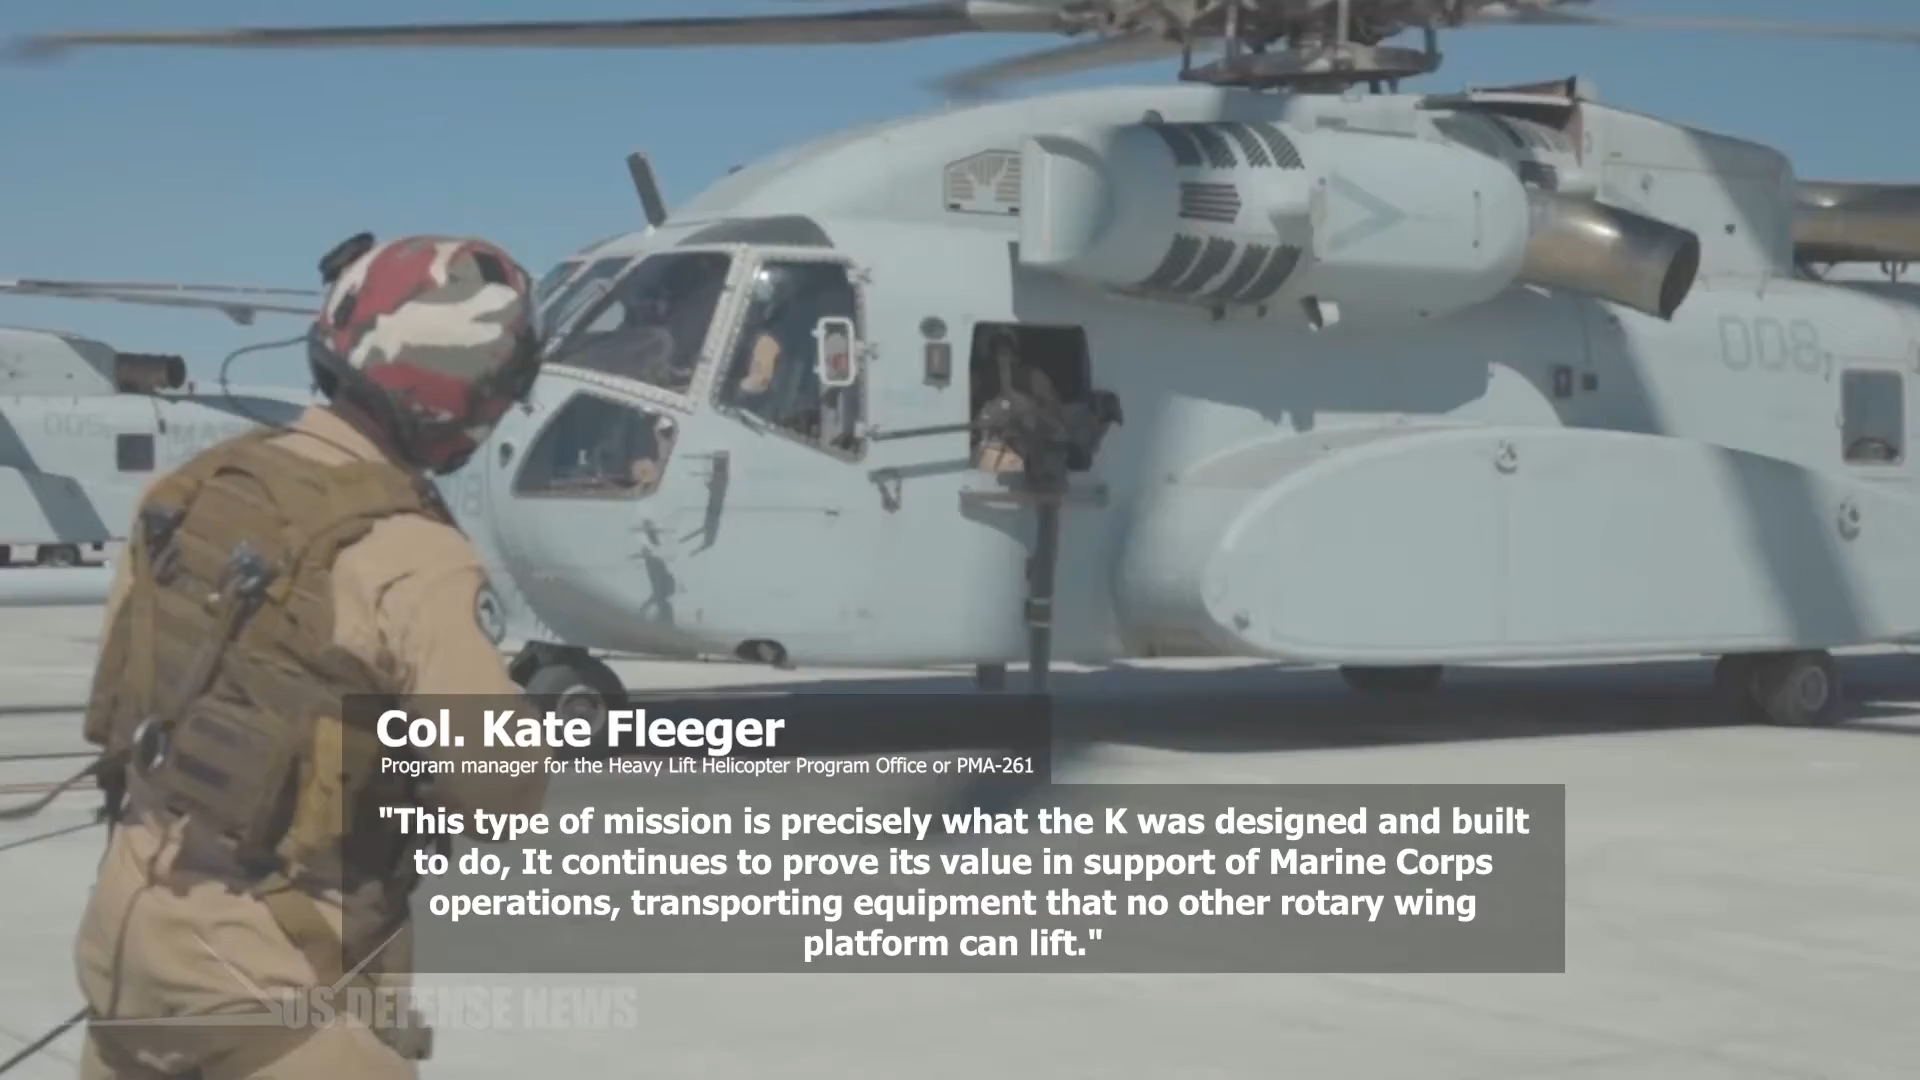 008
005
Col. Kate Fleeger
Program manager for the Heavy Lift Helicopter Program Office or PMA-261
"This type of mission is precisely what the K was designed and built
to do, It continues to prove its value in support of Marine Corps
operations, transporting equipment that no other rotary wing
platform can lift."
US DEFENSE NEWS